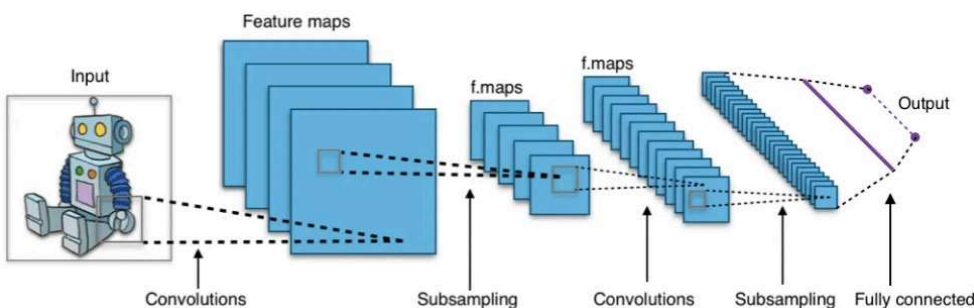 Feature maps
Input
f.maps
f.maps
Output
Convolutions
Subsampling
Convolutions
Subsampling
Fully connected